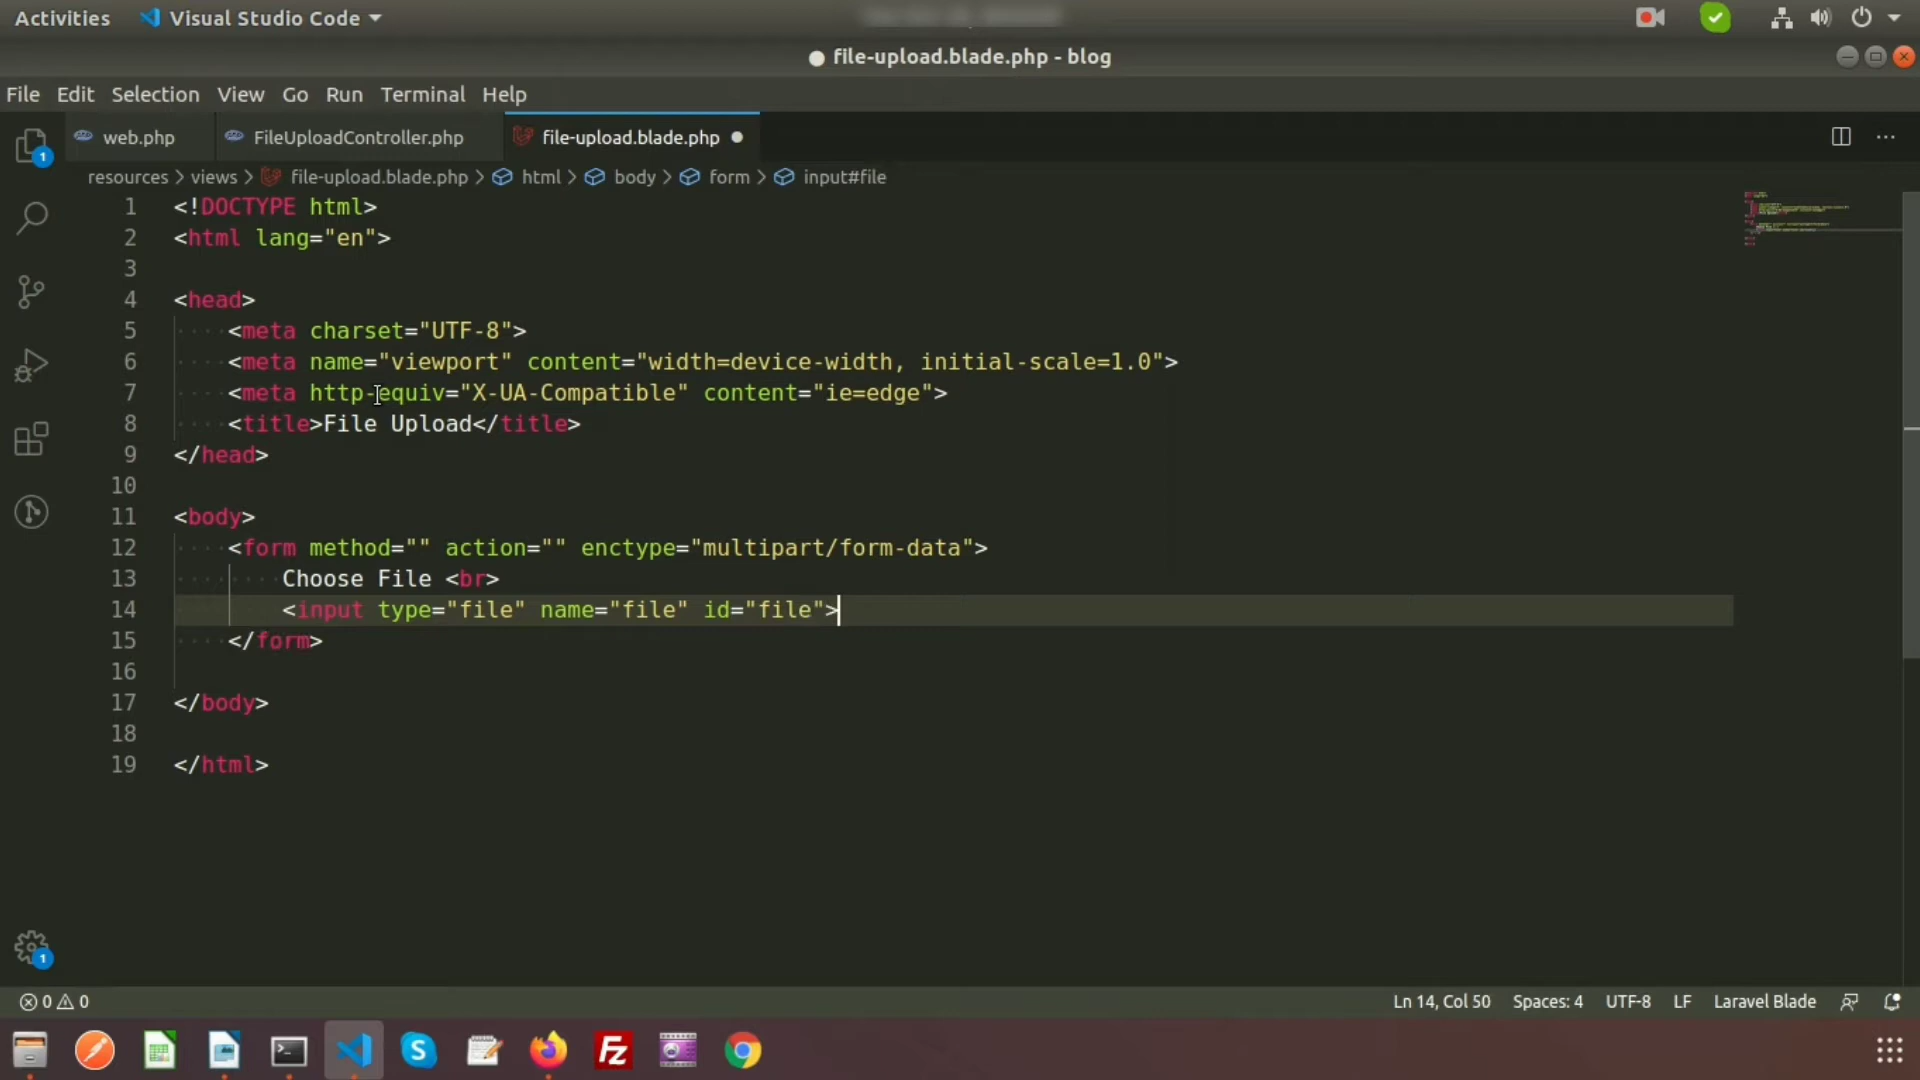 Activities Visual Studio Code
file-upload.blade.php - blog
File Edit Selection View Go Run Terminal Help
web.php FileUploadController.php file-upload.blade.php
resources > views > file-upload.blade.php > html > body > form > input#file
1 <!DOCTYPE html>
2 <html lang="en">
3
4 <head>
5 <meta charset="UTF-8">
6 <meta name="viewport" content="width=device-width, initial-scale=1.0">
7 <meta http-equiv="X-UA-Compatible" content="ie=edge">
8 <title>File Upload</title>
9 </head>
10
11 <body>
12 <form method="" action="" enctype="multipart/form-data">
13 Choose File <br>
14 <input type="file" name="file" id="file">
15 </form>
16
17 </body>
18
19 </html>
1
1
0 0 Ln 14, Col 50 Spaces: 4 UTF-8 LF Laravel Blade
S Fz